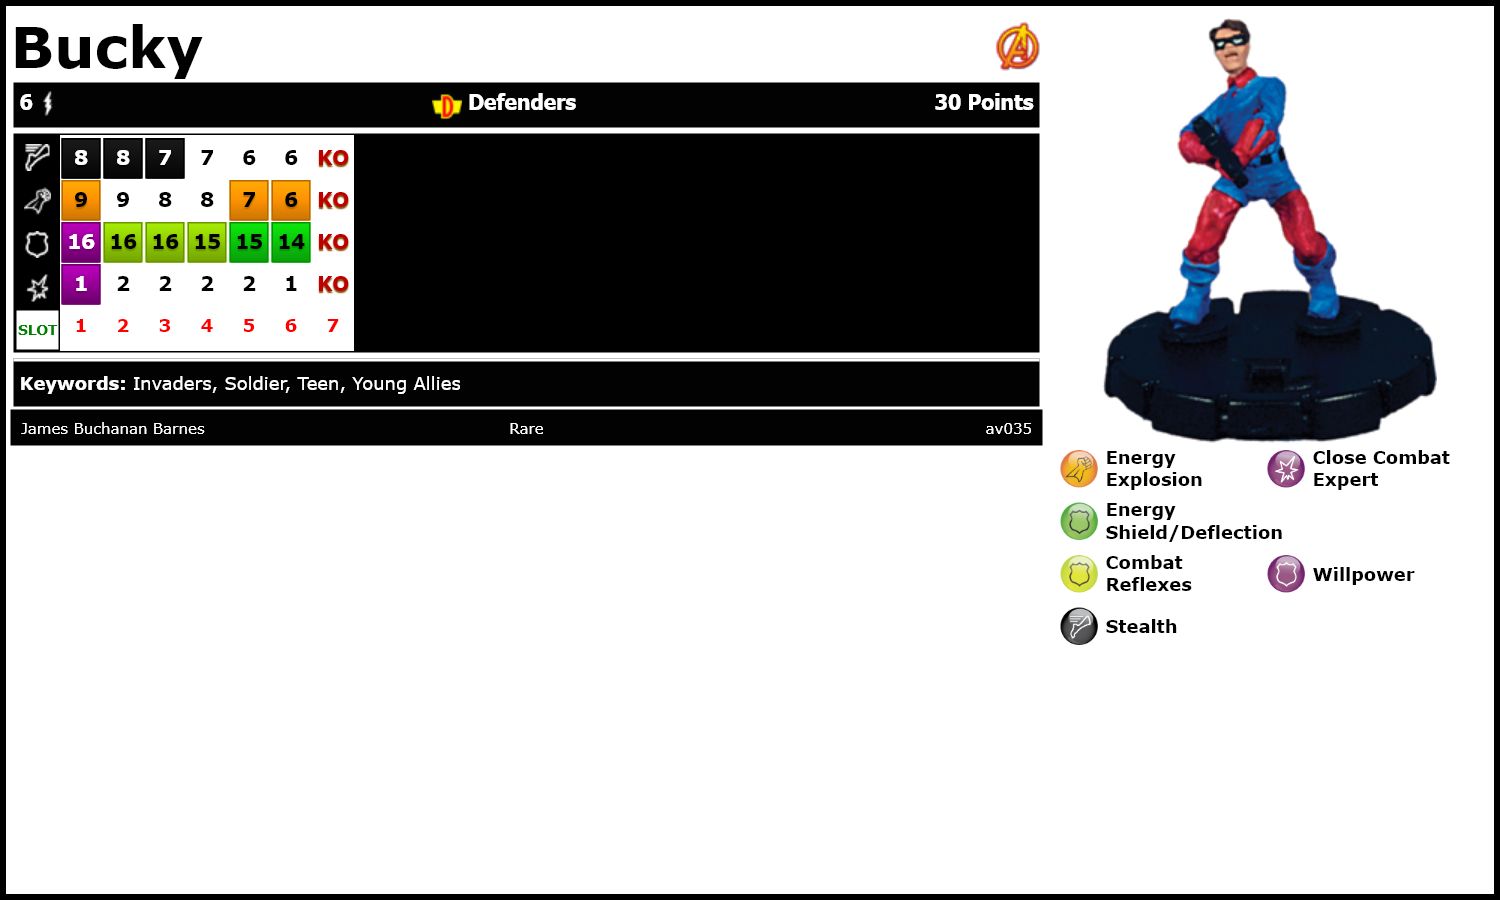 Bucky
6 Defenders 30 Points
8 8 7 7 6 6 KO
9 9 8 8 7 6 KO
16 16 16 15 15 14 KO
1 2 2 2 2 1 KO
SLOT 1 2 3 4 5 6 7
Keywords: Invaders, Soldier, Teen, Young Allies
James Buchanan Barnes Rare av035
Energy
Explosion
Close Combat
Expert
Energy
Shield/Deflection
Combat
Reflexes
Willpower
Stealth